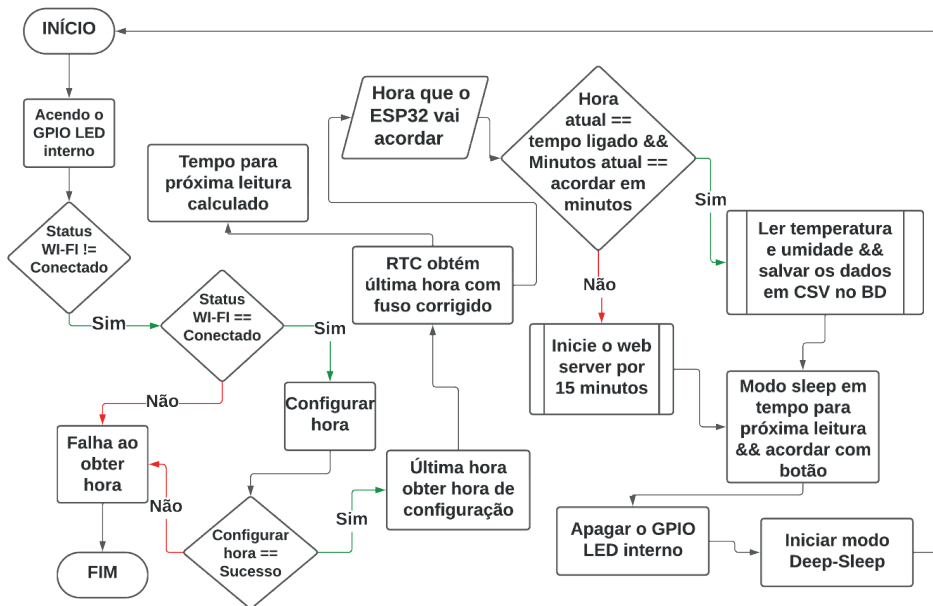 INÍCIO
Acendo o
GPIO LED
interno
Status
WI-FI !=
Conectado
Sim
Status
WI-FI ==
Conectado
Não
Sim
Falha ao
obter
hora
FIM
Configurar
hora
Configurar
hora ==
Sucesso
Não
Sim
Última hora
obter hora de
configuração
RTC obtém
última hora com
fuso corrigido
Tempo para
próxima leitura
calculado
Hora que o
ESP32 vai
acordar
Hora
atual ==
tempo ligado &&
Minutos atual ==
acordar em
minutos
Sim
Não
Ler temperatura
e umidade &&
salvar os dados
em CSV no BD
Inicie o web
server por
15 minutos
Modo sleep em
tempo para
próxima leitura
&& acordar com
botão
Apagar o GPIO
LED interno
Iniciar modo
Deep-Sleep